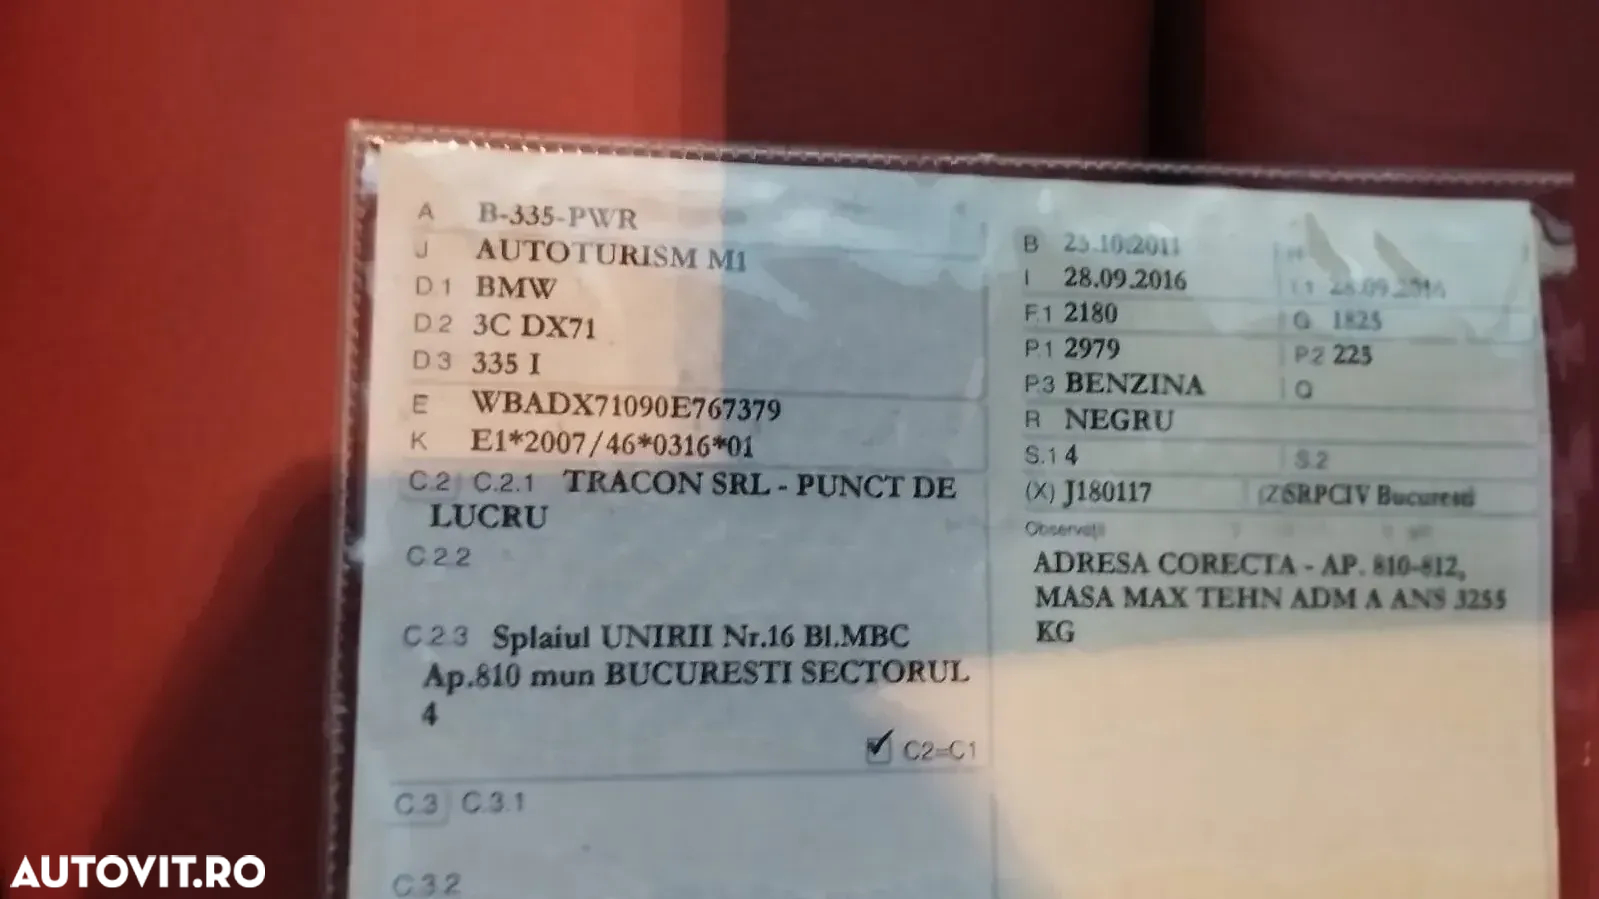 A B-335-PWR
J AUTOTURISM M1
D.1 BMW
D.2 3C DX71
D.3 335 I
E WBADX71090E767379
K E1*2007/46*0316*01
C.2 C.2.1 TRACON SRL - PUNCT DE
LUCRU
C.2.2
C.2.3 Splaiul UNIRII Nr.16 Bl.MBC
Ap.810 mun BUCURESTI SECTORUL
4
C2=C1
C.3 C.3.1
C.3.2
B 25.10.2011 H
I 28.09.2016 I.1 28.09.2016
F.1 2180 G 1825
P.1 2979 P.2 225
P.3 BENZINA Q
R NEGRU
S.1 4 S.2
(X) J180117 (Z) SRPCIV Bucuresti
Observații
ADRESA CORECTA - AP. 810-812,
MASA MAX TEHN ADM A ANS 3255
KG
AUTOVIT.RO